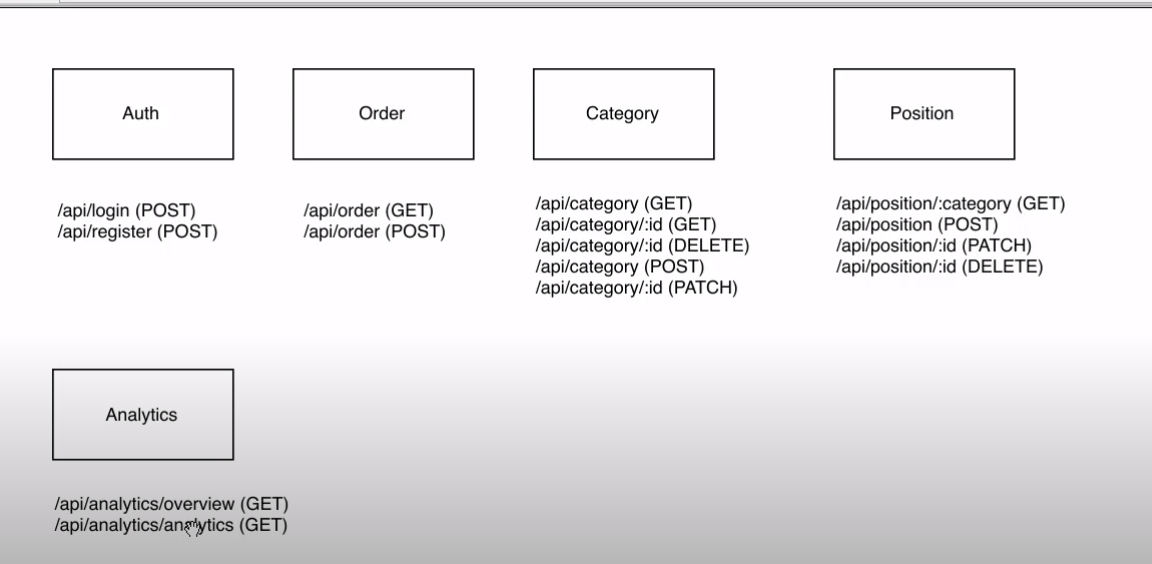 Auth
/api/login (POST)
/api/register (POST)
Order
/api/order (GET)
/api/order (POST)
Category
/api/category (GET)
/api/category/:id (GET)
/api/category/:id (DELETE)
/api/category (POST)
/api/category/:id (PATCH)
Position
/api/position/:category (GET)
/api/position (POST)
/api/position/:id (PATCH)
/api/position/:id (DELETE)
Analytics
/api/analytics/overview (GET)
/api/analytics/analytics (GET)